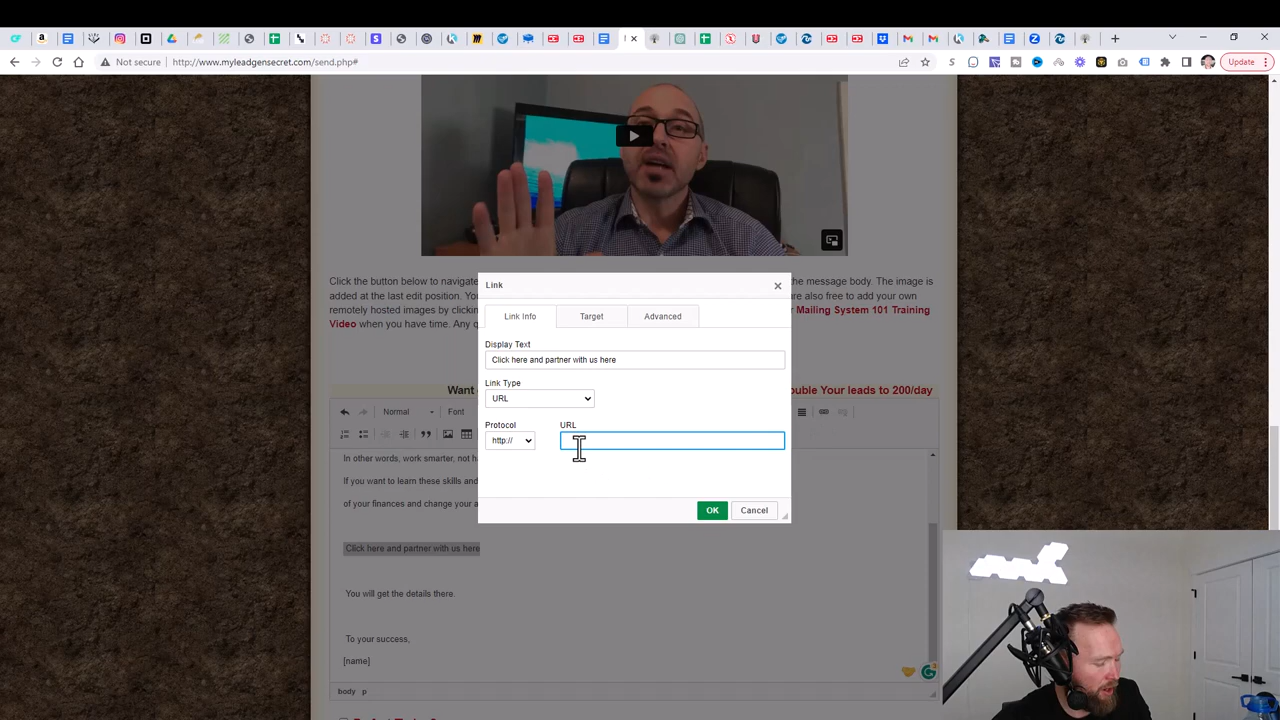 Update
Not secure
http://www.myleadgensecret.com/send.php#
Click the button below to navigate
the message body. The image is
added at the last edit position. You
are also free to add your own
remotely hosted images by clicking
Mailing System 101 Training
Video when you have time. Any
Want
ouble Your leads to 200/day
Normal
Font
In other words, work smarter, not
If you want to learn these skills and
of your finances and change your
Click here and partner with us here
You will get the details there.
To your success,
[name]
body p
Link
Link Info
Target
Advanced
Display Text
Click here and partner with us here
Link Type
URL
Protocol
URL
http://
OK
Cancel